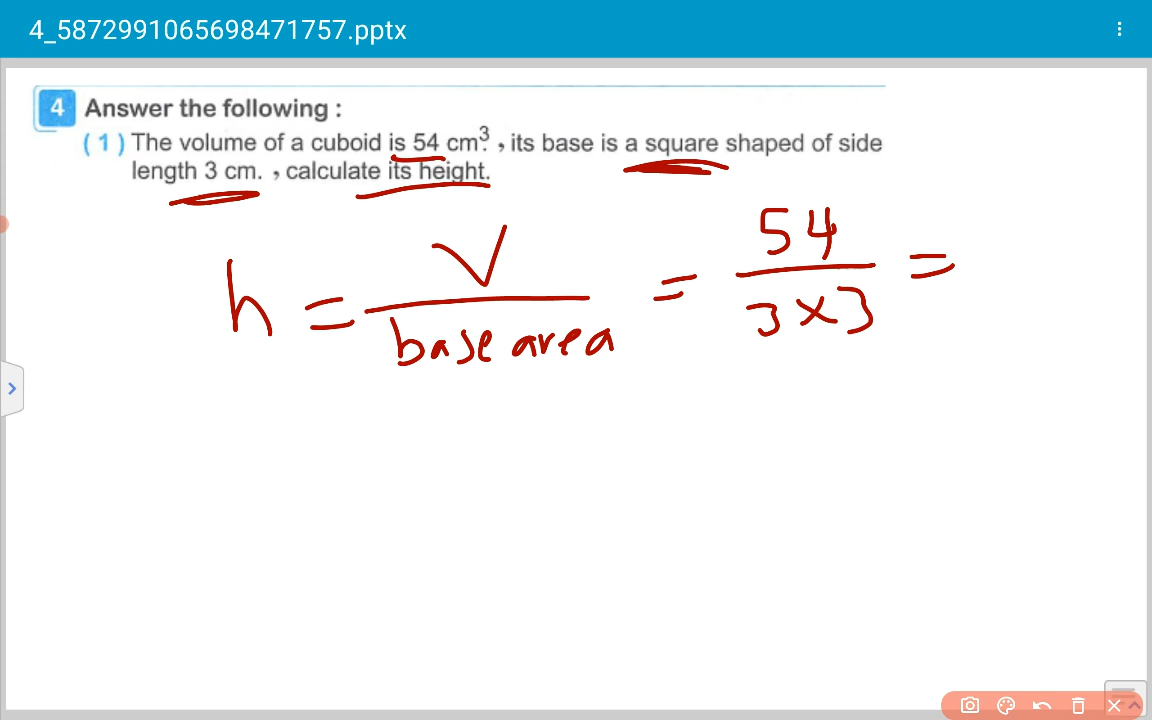 4_5872991065698471757.pptx
4 Answer the following :
( 1 ) The volume of a cuboid is 54 cm³. , its base is a square shaped of side
length 3 cm. , calculate its height.
h = V / base area = 54 / 3 × 3 =